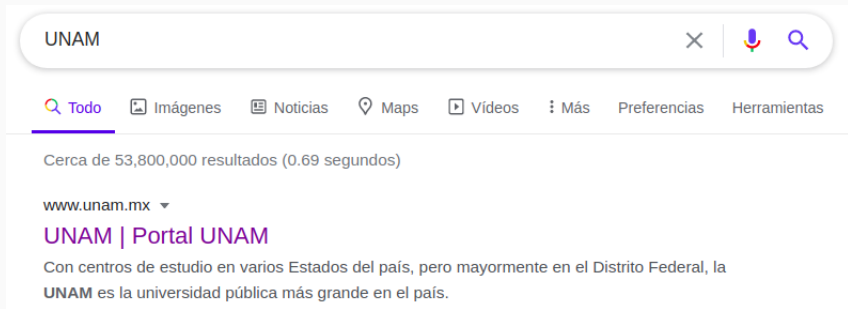 UNAM
Todo Imágenes Noticias Maps Vídeos Más Preferencias Herramientas
Cerca de 53,800,000 resultados (0.69 segundos)
www.unam.mx
UNAM | Portal UNAM
Con centros de estudio en varios Estados del país, pero mayormente en el Distrito Federal, la
UNAM es la universidad pública más grande en el país.